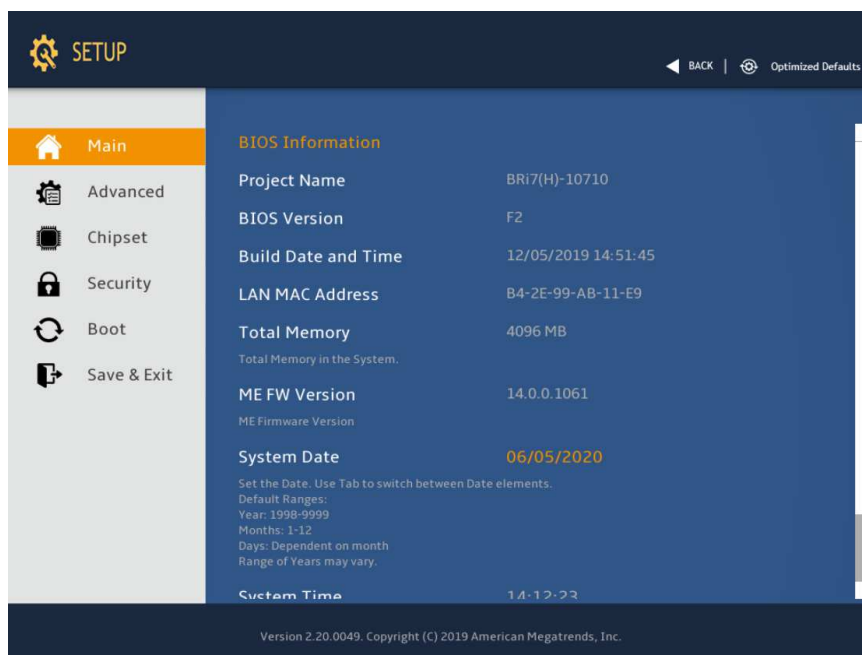 SETUP
BACK | Optimized Defaults
Main
Advanced
Chipset
Security
Boot
Save & Exit
BIOS Information
Project Name BRi7(H)-10710
BIOS Version F2
Build Date and Time 12/05/2019 14:51:45
LAN MAC Address B4-2E-99-AB-11-E9
Total Memory 4096 MB
Total Memory in the System.
ME FW Version 14.0.0.1061
ME Firmware Version
System Date 06/05/2020
Set the Date. Use Tab to switch between Date elements.
Default Ranges:
Year: 1998-9999
Months: 1-12
Days: Dependent on month
Range of Years may vary.
System Time 14:12:23
Version 2.20.0049. Copyright (C) 2019 American Megatrends, Inc.